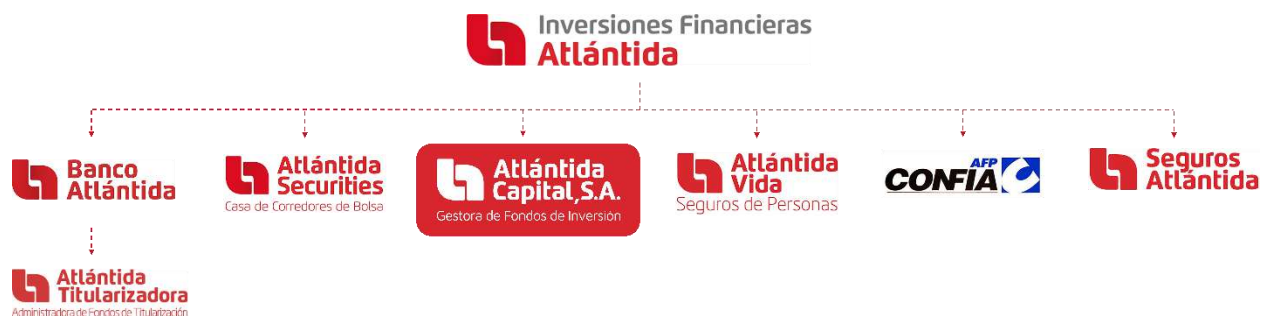 Inversiones Financieras
Atlántida
Banco
Atlántida
Atlántida
Securities
Casa de Corredores de Bolsa
Atlántida
Capital, S.A.
Gestora de Fondos de Inversión
Atlántida
Vida
Seguros de Personas
AFP
CONFÍA
Seguros
Atlántida
Atlántida
Titularizadora
Administradora de Fondos de Titularización